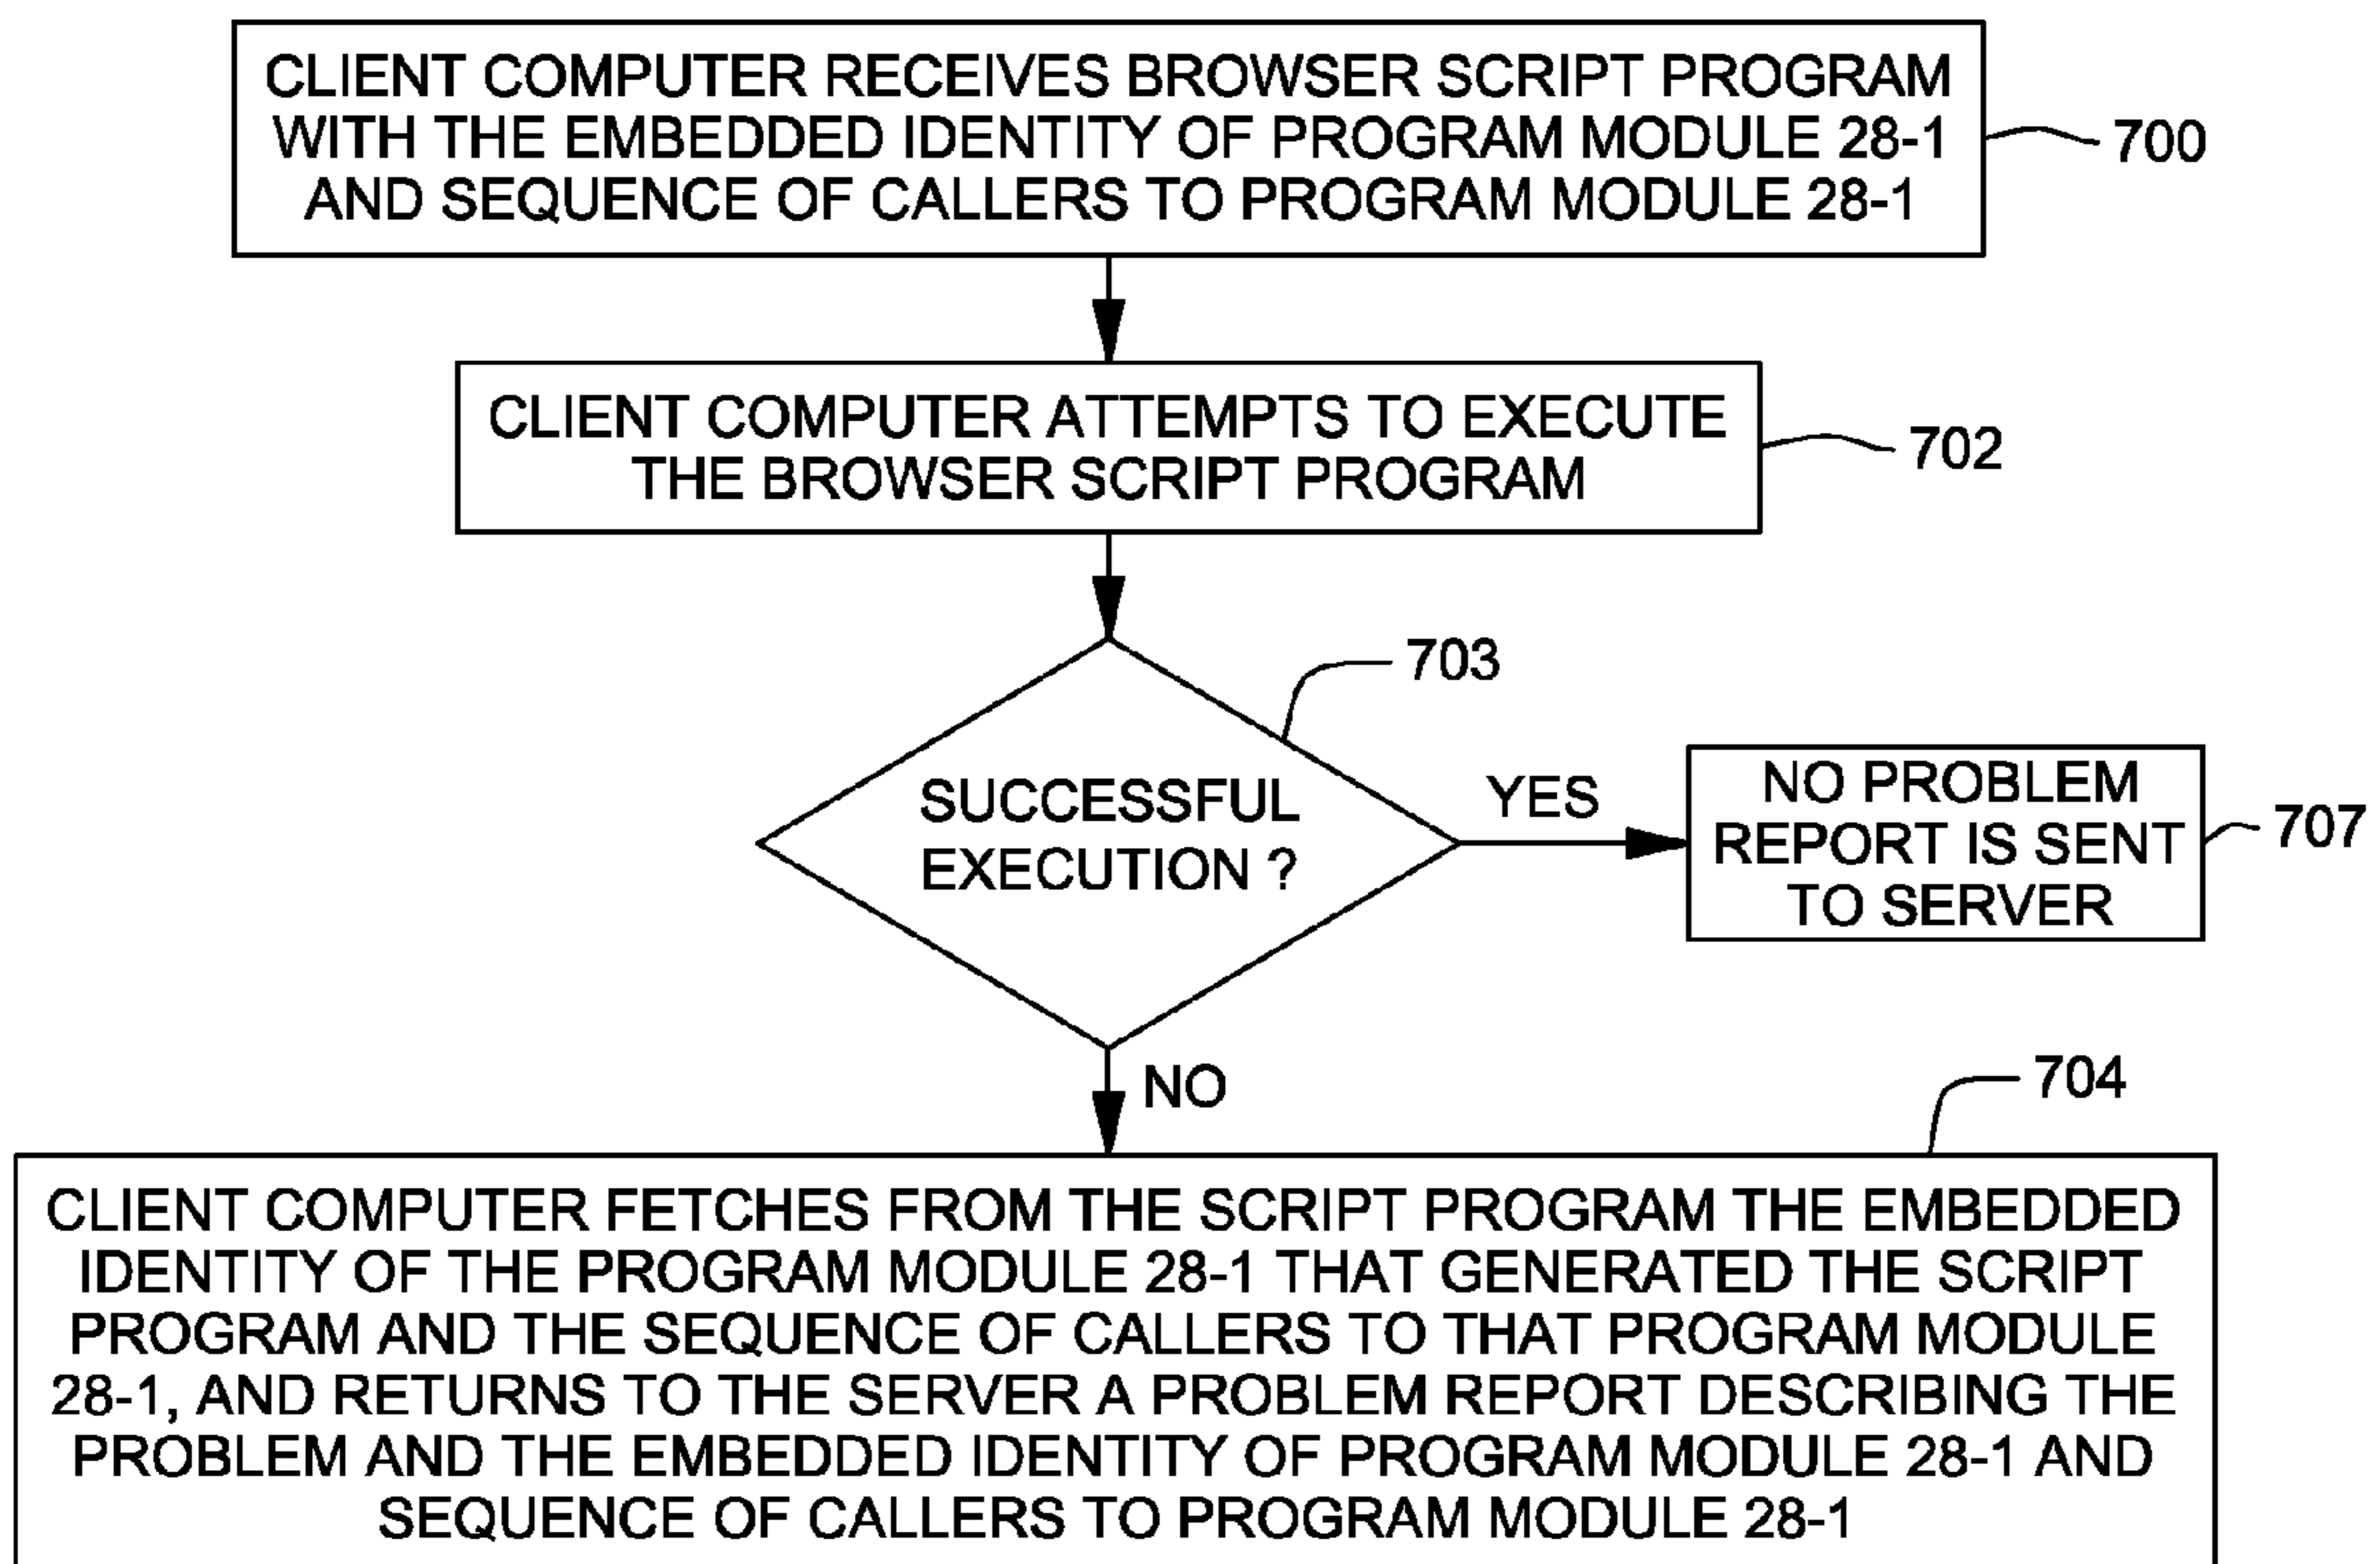 CLIENT COMPUTER RECEIVES BROWSER SCRIPT PROGRAM
WITH THE EMBEDDED IDENTITY OF PROGRAM MODULE 28-1
AND SEQUENCE OF CALLERS TO PROGRAM MODULE 28-1
700
CLIENT COMPUTER ATTEMPTS TO EXECUTE
THE BROWSER SCRIPT PROGRAM
702
703
SUCCESSFUL
EXECUTION ?
YES
NO PROBLEM
REPORT IS SENT
TO SERVER
707
NO
704
CLIENT COMPUTER FETCHES FROM THE SCRIPT PROGRAM THE EMBEDDED
IDENTITY OF THE PROGRAM MODULE 28-1 THAT GENERATED THE SCRIPT
PROGRAM AND THE SEQUENCE OF CALLERS TO THAT PROGRAM MODULE
28-1, AND RETURNS TO THE SERVER A PROBLEM REPORT DESCRIBING THE
PROBLEM AND THE EMBEDDED IDENTITY OF PROGRAM MODULE 28-1 AND
SEQUENCE OF CALLERS TO PROGRAM MODULE 28-1